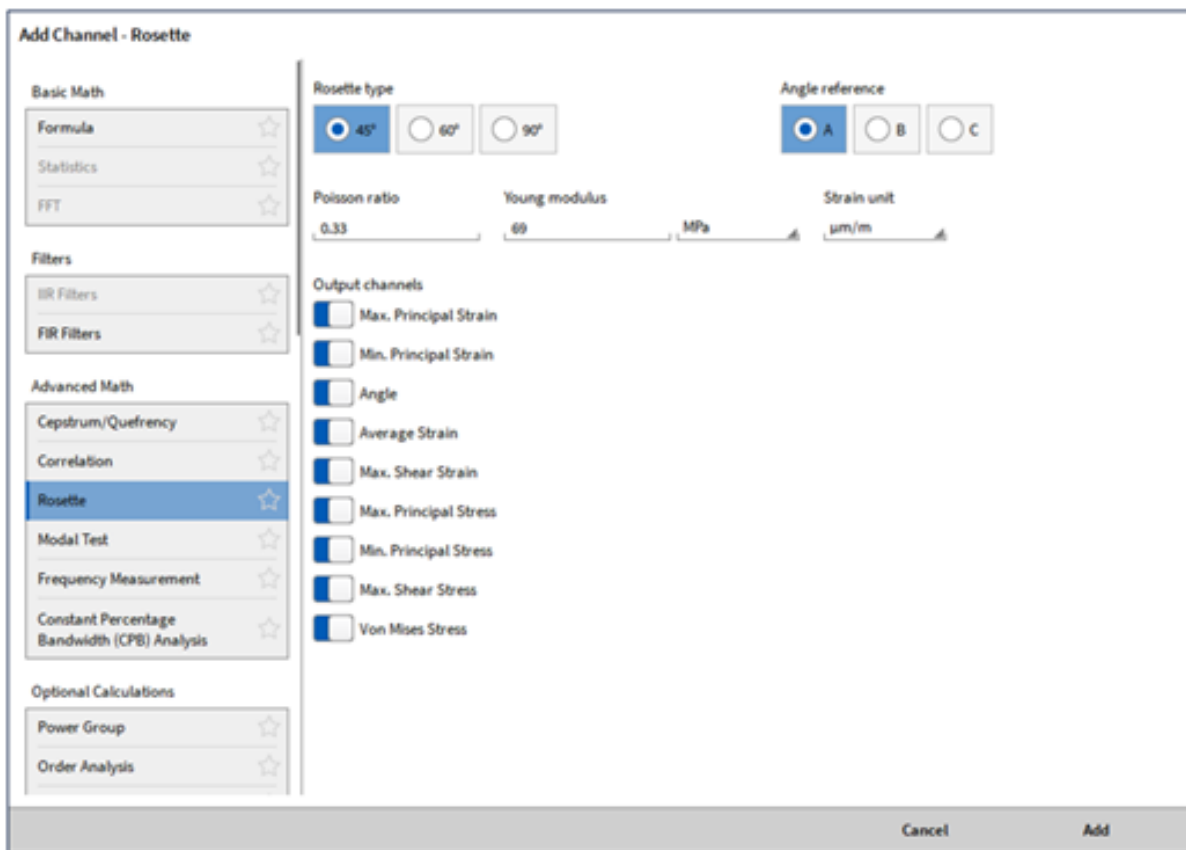 Add Channel - Rosette
Basic Math
Formula
Statistics
FFT
Filters
IIR Filters
FIR Filters
Advanced Math
Cepstrum/Quefrency
Correlation
Rosette
Modal Test
Frequency Measurement
Constant Percentage
Bandwidth (CPB) Analysis
Optional Calculations
Power Group
Order Analysis
Rosette type
45°
60°
90°
Angle reference
A
B
C
Poisson ratio
0.33
Young modulus
69
MPa
Strain unit
µm/m
Output channels
Max. Principal Strain
Min. Principal Strain
Angle
Average Strain
Max. Shear Strain
Max. Principal Stress
Min. Principal Stress
Max. Shear Stress
Von Mises Stress
Cancel
Add